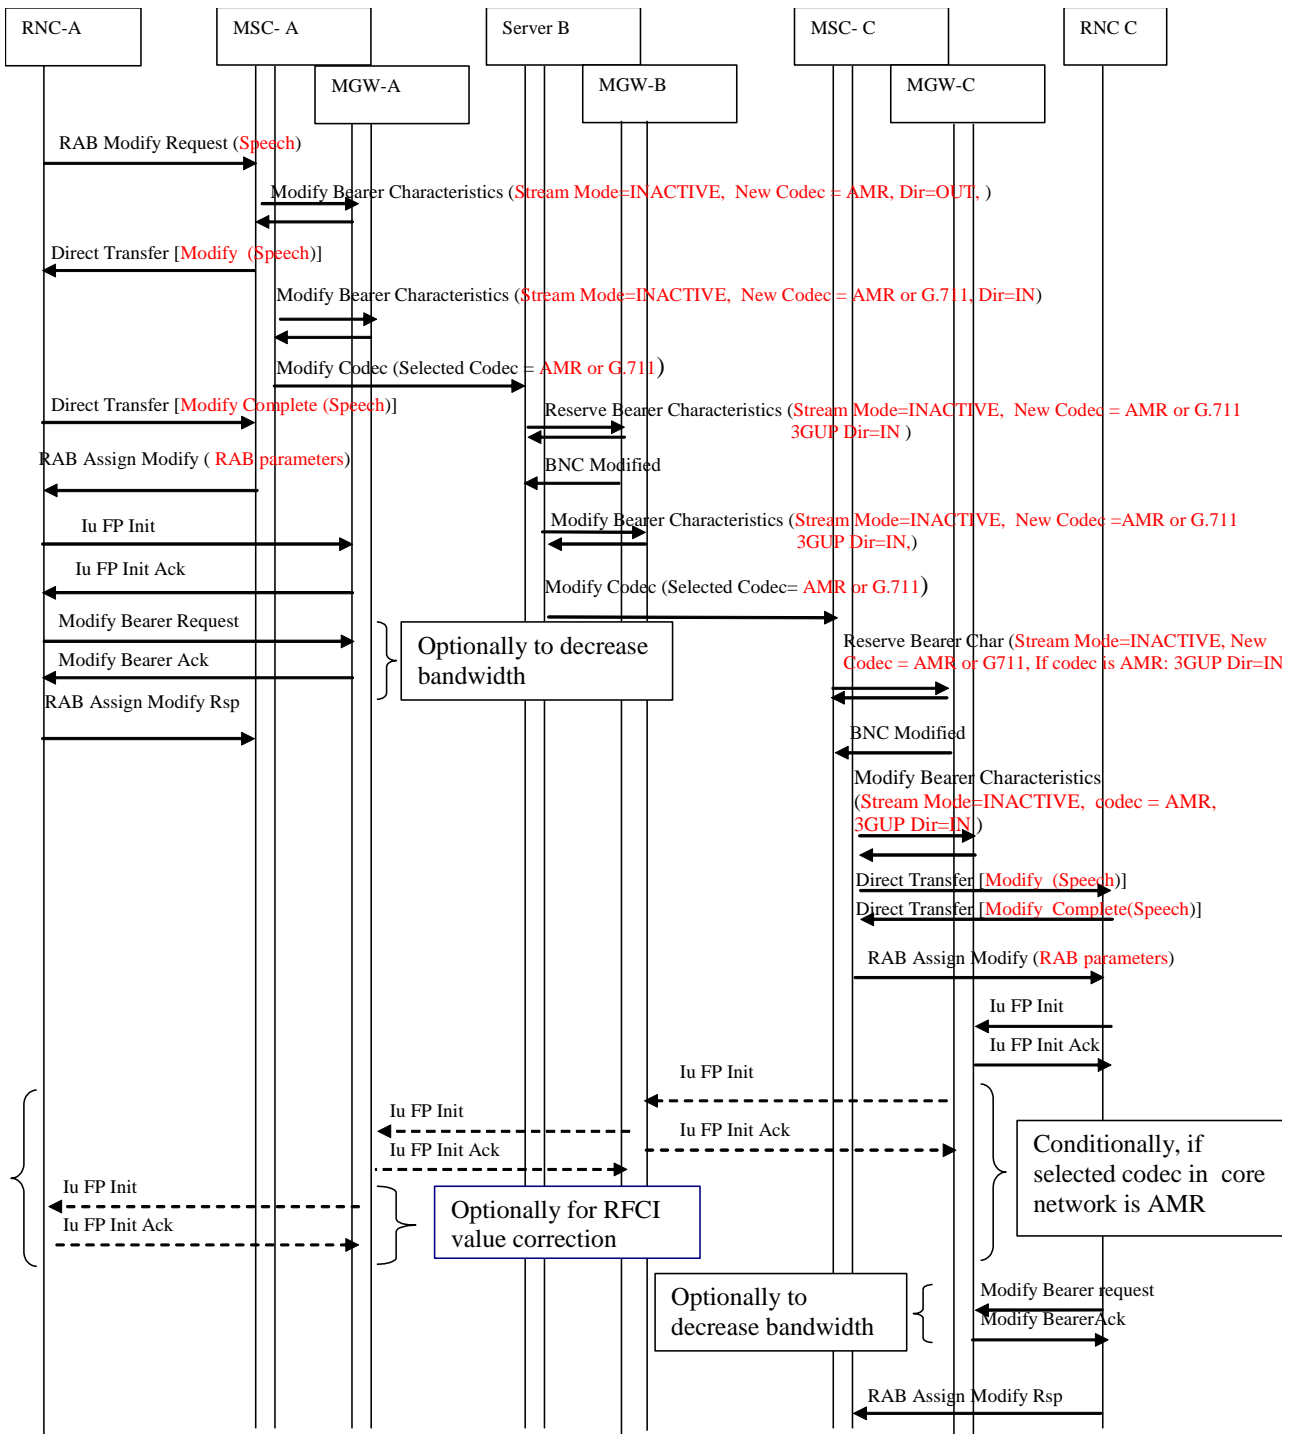 RNC-A
MSC- A
Server B
MSC- C
RNC C
MGW-A
MGW-B
MGW-C
RAB Modify Request (Speech)
Modify Bearer Characteristics (Stream Mode=INACTIVE, New Codec = AMR, Dir=OUT, )
Direct Transfer [Modify (Speech)]
Modify Bearer Characteristics (Stream Mode=INACTIVE, New Codec = AMR or G.711, Dir=IN)
Modify Codec (Selected Codec = AMR or G.711)
Direct Transfer [Modify Complete (Speech)]
Reserve Bearer Characteristics (Stream Mode=INACTIVE, New Codec = AMR or G.711
3GUP Dir=IN )
RAB Assign Modify ( RAB parameters)
BNC Modified
Iu FP Init
Modify Bearer Characteristics (Stream Mode=INACTIVE, New Codec =AMR or G.711
3GUP Dir=IN,)
Iu FP Init Ack
Modify Codec (Selected Codec= AMR or G.711)
Modify Bearer Request
Optionally to decrease
bandwidth
Reserve Bearer Char (Stream Mode=INACTIVE, New
Codec = AMR or G711, If codec is AMR: 3GUP Dir=IN
Modify Bearer Ack
RAB Assign Modify Rsp
BNC Modified
Modify Bearer Characteristics
(Stream Mode=INACTIVE, codec = AMR,
3GUP Dir=IN )
Direct Transfer [Modify (Speech)]
Direct Transfer [Modify Complete(Speech)]
RAB Assign Modify (RAB parameters)
Iu FP Init
Iu FP Init Ack
Iu FP Init
Iu FP Init
Iu FP Init Ack
Iu FP Init Ack
Conditionally, if
selected codec in core
network is AMR
Iu FP Init
Iu FP Init Ack
Optionally for RFCI
value correction
Optionally to
decrease bandwidth
Modify Bearer request
Modify BearerAck
RAB Assign Modify Rsp